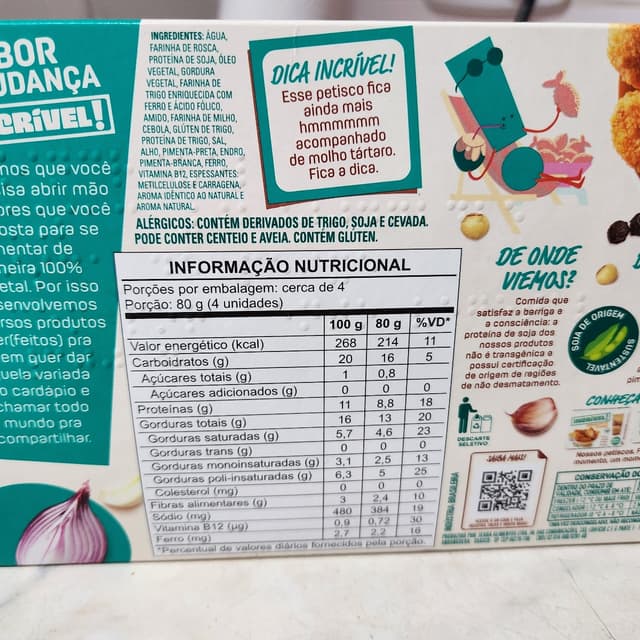 BOR
UDANÇA
CRÍVEL!
mos que você
isa abrir mão
ores que você
osta para se
mentar de
neira 100%
etal. Por isso
senvolvemos
rsos produtos
er(feitos) pra
em quer dar
uela variada
o cardápio e
chamar todo
mundo pra
compartilhar.
INGREDIENTES: ÁGUA,
FARINHA DE ROSCA,
PROTEÍNA DE SOJA, ÓLEO
VEGETAL, GORDURA
VEGETAL, FARINHA DE
TRIGO ENRIQUECIDA COM
FERRO E ÁCIDO FÓLICO,
AMIDO, FARINHA DE MILHO,
CEBOLA, GLÚTEN DE TRIGO,
PROTEÍNA DE TRIGO, SAL,
ALHO, PIMENTA-PRETA, ENDRO,
PIMENTA-BRANCA, FERRO,
VITAMINA B12, ESPESSANTES:
METILCELULOSE E CARRAGENA,
AROMA IDÊNTICO AO NATURAL E
AROMA NATURAL.
ALÉRGICOS: CONTÉM DERIVADOS DE TRIGO, SOJA E CEVADA.
PODE CONTER CENTEIO E AVEIA. CONTÉM GLÚTEN.
DICA INCRÍVEL!
Esse petisco fica
ainda mais
hmmmmmm
acompanhado
de molho tártaro.
Fica a dica.
INFORMAÇÃO NUTRICIONAL
Porções por embalagem: cerca de 4
Porção: 80 g (4 unidades)
100 g 80 g %VD*
Valor energético (kcal) 268 214 11
Carboidratos (g) 20 16 5
Açúcares totais (g) 1 0,8
Açúcares adicionados (g) 0 0 0
Proteínas (g) 11 8,8 18
Gorduras totais (g) 16 13 20
Gorduras saturadas (g) 5,7 4,6 23
Gorduras trans (g) 0 0 0
Gorduras monoinsaturadas (g) 3,1 2,5 13
Gorduras poli-insaturadas (g) 6,3 5 25
Colesterol (mg) 0 0 0
Fibras alimentares (g) 3 2,4 10
Sódio (mg) 480 384 19
Vitamina B12 (µg) 0,9 0,72 30
Ferro (mg) 2,7 2,2 16
*Percentual de valores diários fornecidos pela porção.
DE ONDE
VIEMOS?
Comida que
satisfaz a barriga e
a consciência: a
proteína de soja dos
nossos produtos
não é transgênica e
possui certificação
de origem de regiões
de não desmatamento.
SOJA DE ORIGEM
SUSTENTÁVEL
DESCARTE
SELETIVO
SAIBA MAIS!
INDÚSTRIA BRASILEIRA
CONHEÇA
Nossos petiscos.
CONSERVAÇÃO